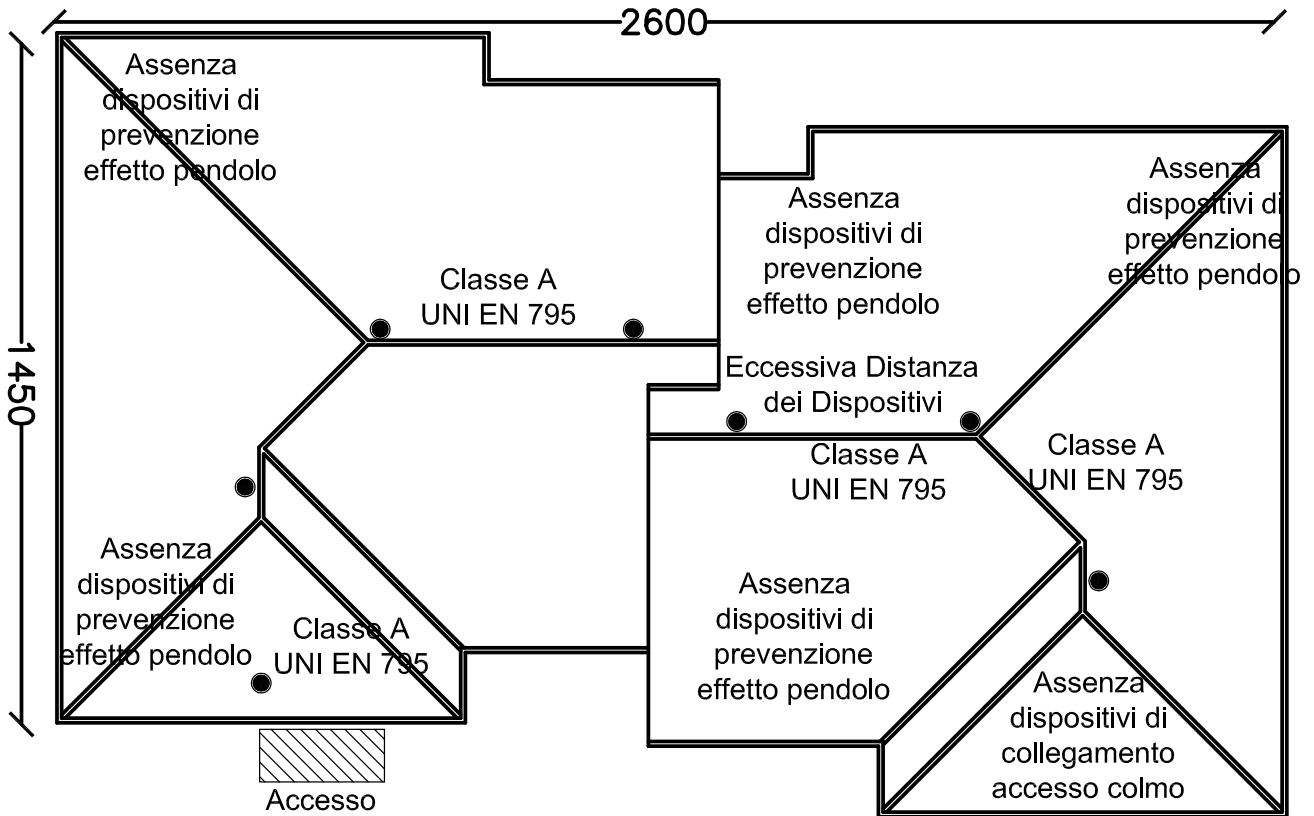 2600
1450
Assenza
dispositivi di
prevenzione
effetto pendolo
Classe A
UNI EN 795
Assenza
dispositivi di
prevenzione
effetto pendolo
Assenza
dispositivi di
prevenzione
effetto pendolo
Eccessiva Distanza
dei Dispositivi
Classe A
UNI EN 795
Classe A
UNI EN 795
Assenza
dispositivi di
prevenzione
effetto pendolo
Classe A
UNI EN 795
Assenza
dispositivi di
prevenzione
effetto pendolo
Assenza
dispositivi di
collegamento
accesso colmo
Accesso